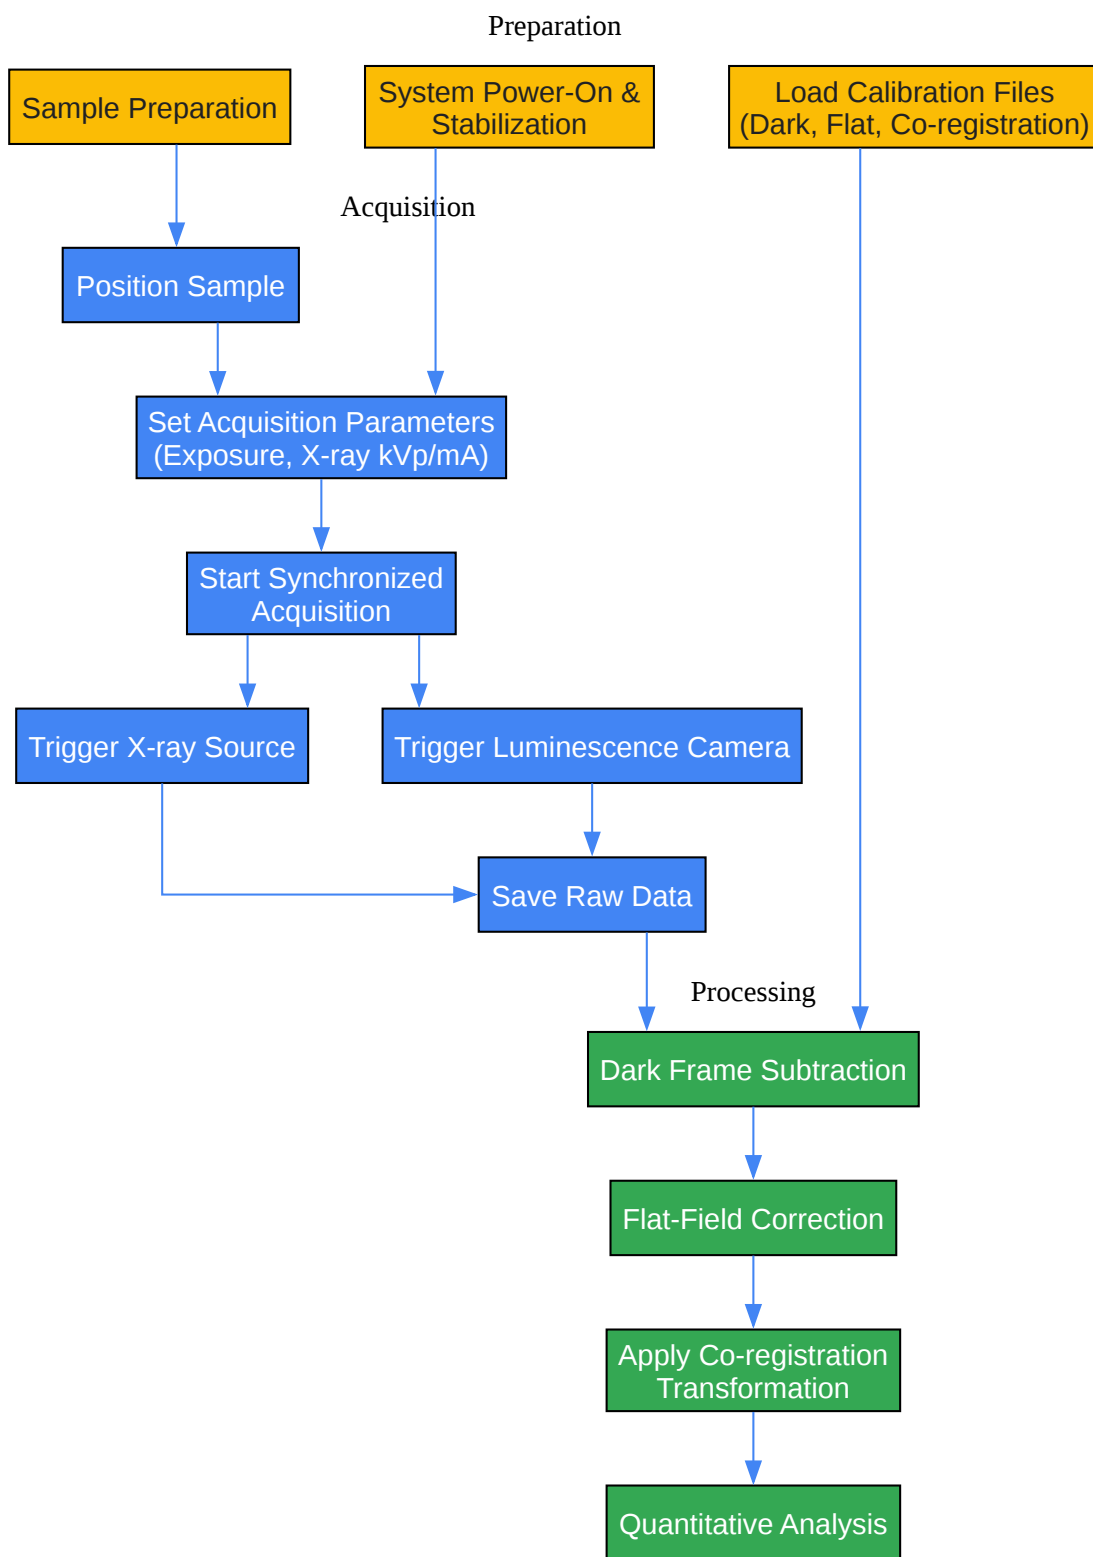 Preparation
Sample Preparation
System Power-On &
Stabilization
Load Calibration Files
(Dark, Flat, Co-registration)
Acquisition
Position Sample
Set Acquisition Parameters
(Exposure, X-ray kVp/mA)
Start Synchronized
Acquisition
Trigger X-ray Source
Trigger Luminescence Camera
Save Raw Data
Processing
Dark Frame Subtraction
Flat-Field Correction
Apply Co-registration
Transformation
Quantitative Analysis